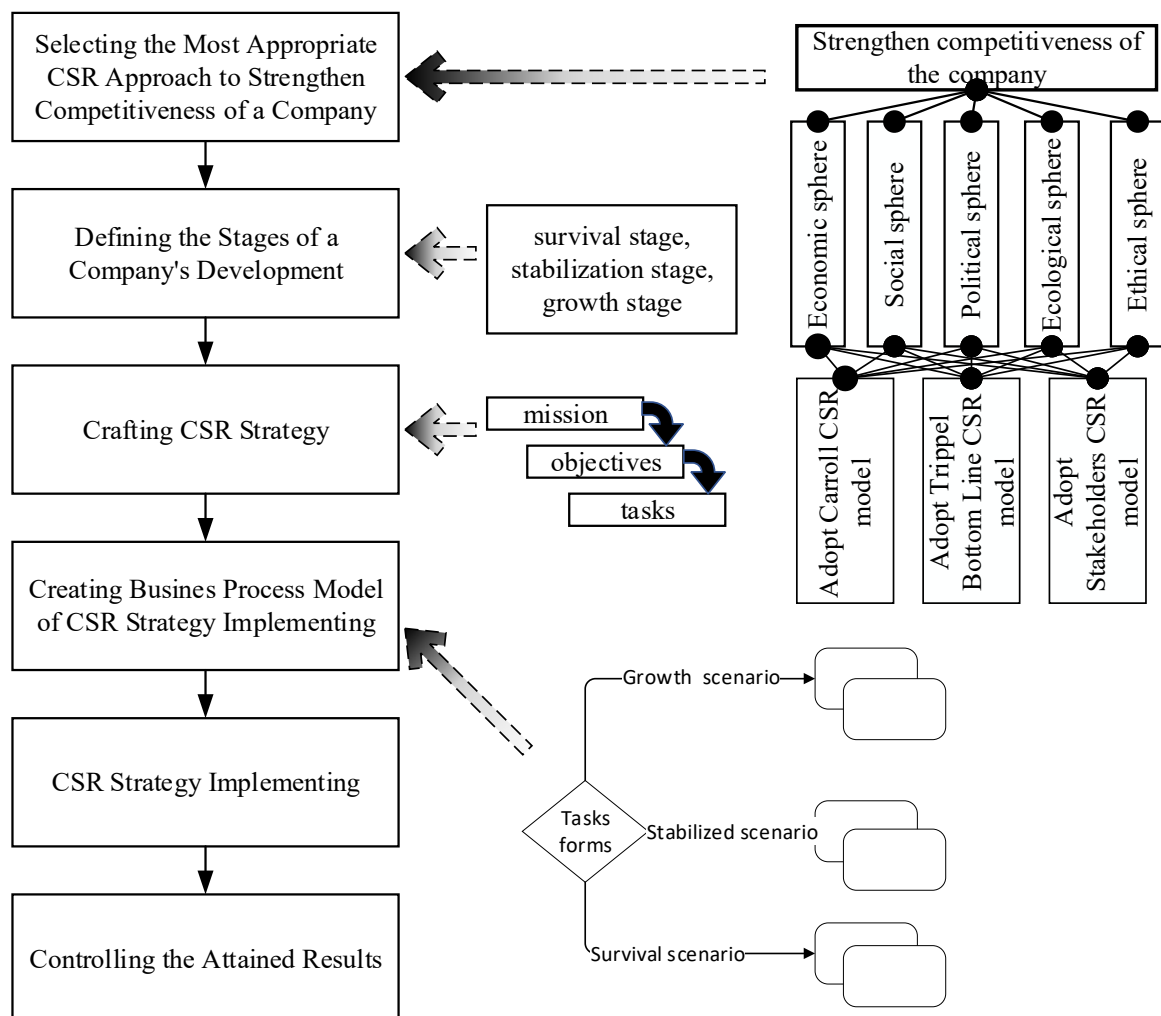 Selecting the Most Appropriate
CSR Approach to Strengthen
Competitiveness of a Company
Strengthen competitiveness of
the company
Economic sphere
Social sphere
Political sphere
Ecological sphere
Ethical sphere
Adopt Carroll CSR
model
Adopt Trippel
Bottom Line CSR
model
Adopt
Stakeholders CSR
model
Defining the Stages of a
Company's Development
survival stage,
stabilization stage,
growth stage
Crafting CSR Strategy
mission
objectives
tasks
Creating Busines Process Model
of CSR Strategy Implementing
Growth scenario
Tasks
forms
Stabilized scenario
Survival scenario
CSR Strategy Implementing
Controlling the Attained Results